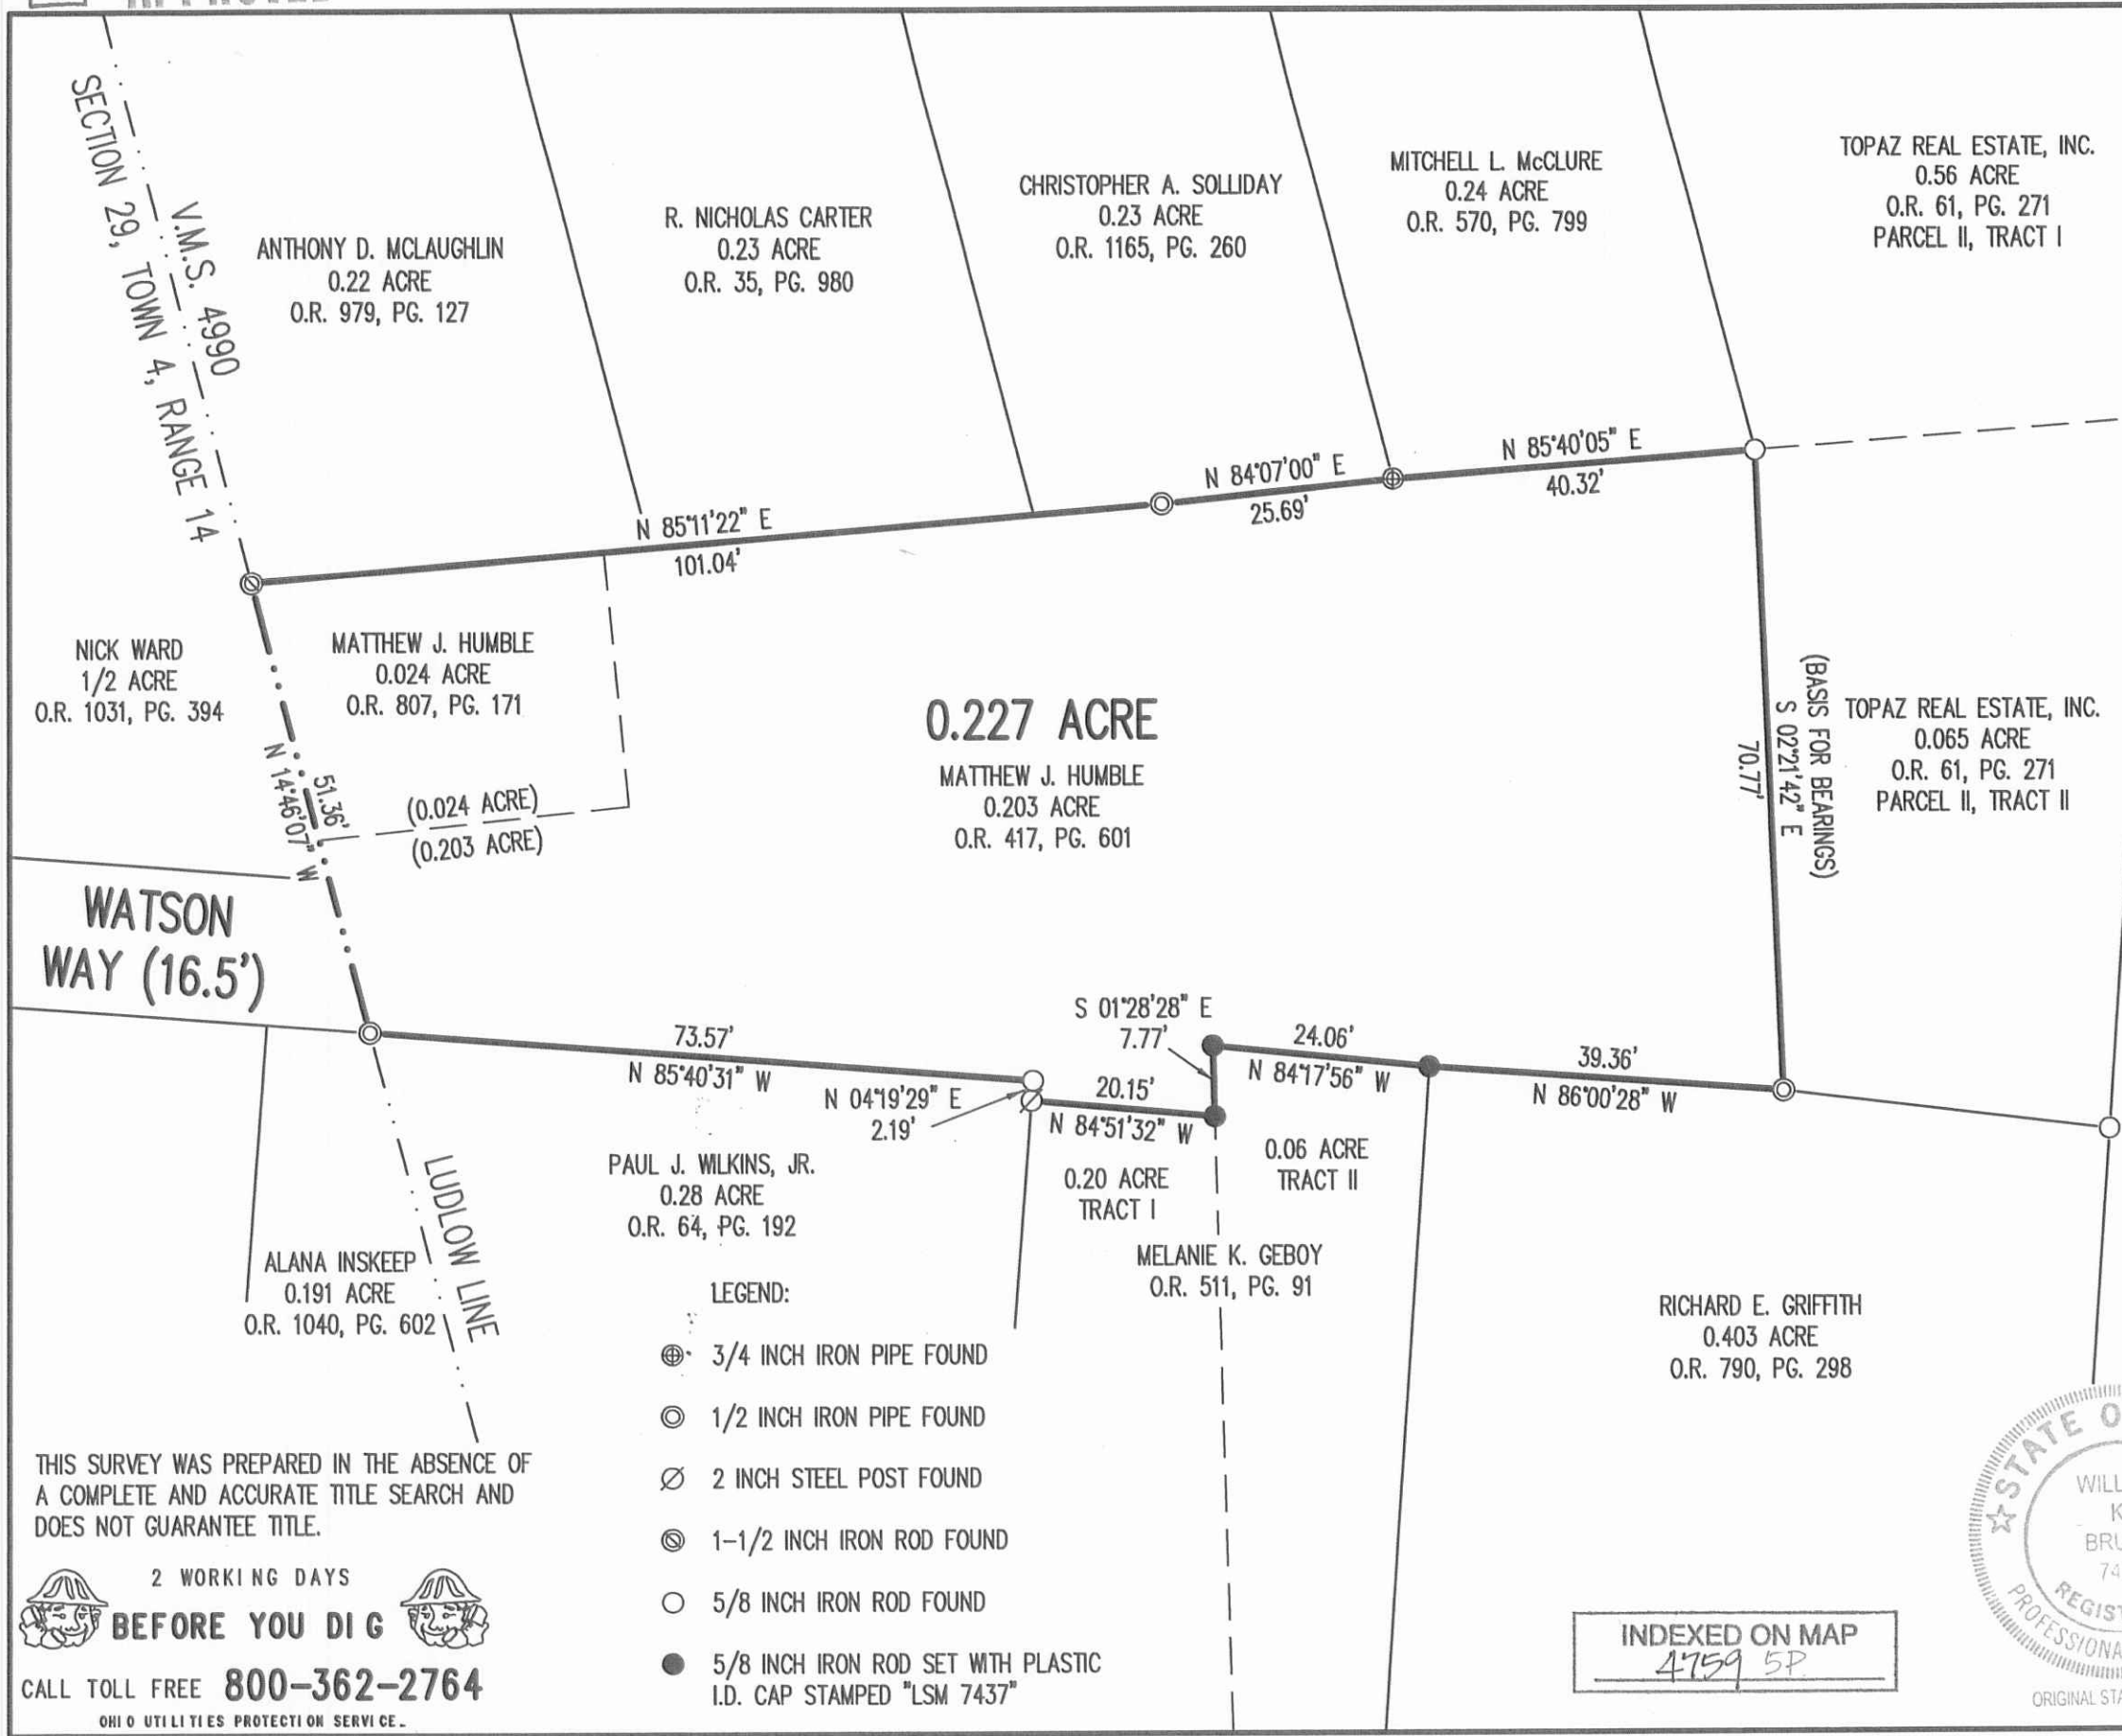 SECTION 29, TOWN 4, RANGE 14
V.M.S. 4990
ANTHONY D. MCLAUGHLIN
0.22 ACRE
O.R. 979, PG. 127
R. NICHOLAS CARTER
0.23 ACRE
O.R. 35, PG. 980
CHRISTOPHER A. SOLLIDAY
0.23 ACRE
O.R. 1165, PG. 260
MITCHELL L. McCLURE
0.24 ACRE
O.R. 570, PG. 799
TOPAZ REAL ESTATE, INC.
0.56 ACRE
O.R. 61, PG. 271
PARCEL II, TRACT I
N 85°11'22" E
101.04'
N 84°07'00" E
25.69'
N 85°40'05" E
40.32'
NICK WARD
1/2 ACRE
O.R. 1031, PG. 394
MATTHEW J. HUMBLE
0.024 ACRE
O.R. 807, PG. 171
51.36'
N 14°46'07" W
(0.024 ACRE)
(0.203 ACRE)
0.227 ACRE
MATTHEW J. HUMBLE
0.203 ACRE
O.R. 417, PG. 601
(BASIS FOR BEARINGS)
S 02°21'42" E
70.77'
TOPAZ REAL ESTATE, INC.
0.065 ACRE
O.R. 61, PG. 271
PARCEL II, TRACT II
WATSON
WAY (16.5')
73.57'
N 85°40'31" W
N 04°19'29" E
2.19'
20.15'
N 84°51'32" W
S 01°28'28" E
7.77'
24.06'
N 84°17'56" W
39.36'
N 86°00'28" W
LUDLOW LINE
ALANA INSKEEP
0.191 ACRE
O.R. 1040, PG. 602
PAUL J. WILKINS, JR.
0.28 ACRE
O.R. 64, PG. 192
0.20 ACRE
TRACT I
0.06 ACRE
TRACT II
MELANIE K. GEBOY
O.R. 511, PG. 91
RICHARD E. GRIFFITH
0.403 ACRE
O.R. 790, PG. 298
LEGEND:
3/4 INCH IRON PIPE FOUND
1/2 INCH IRON PIPE FOUND
2 INCH STEEL POST FOUND
1-1/2 INCH IRON ROD FOUND
5/8 INCH IRON ROD FOUND
5/8 INCH IRON ROD SET WITH PLASTIC
I.D. CAP STAMPED "LSM 7437"
THIS SURVEY WAS PREPARED IN THE ABSENCE OF
A COMPLETE AND ACCURATE TITLE SEARCH AND
DOES NOT GUARANTEE TITLE.
2 WORKING DAYS
BEFORE YOU DIG
CALL TOLL FREE 800-362-2764
OHIO UTILITIES PROTECTION SERVICE.
INDEXED ON MAP
4759 SP
STATE O
WILL
K
BRU
74
REGIST
PROFESSIONA
ORIGINAL STA